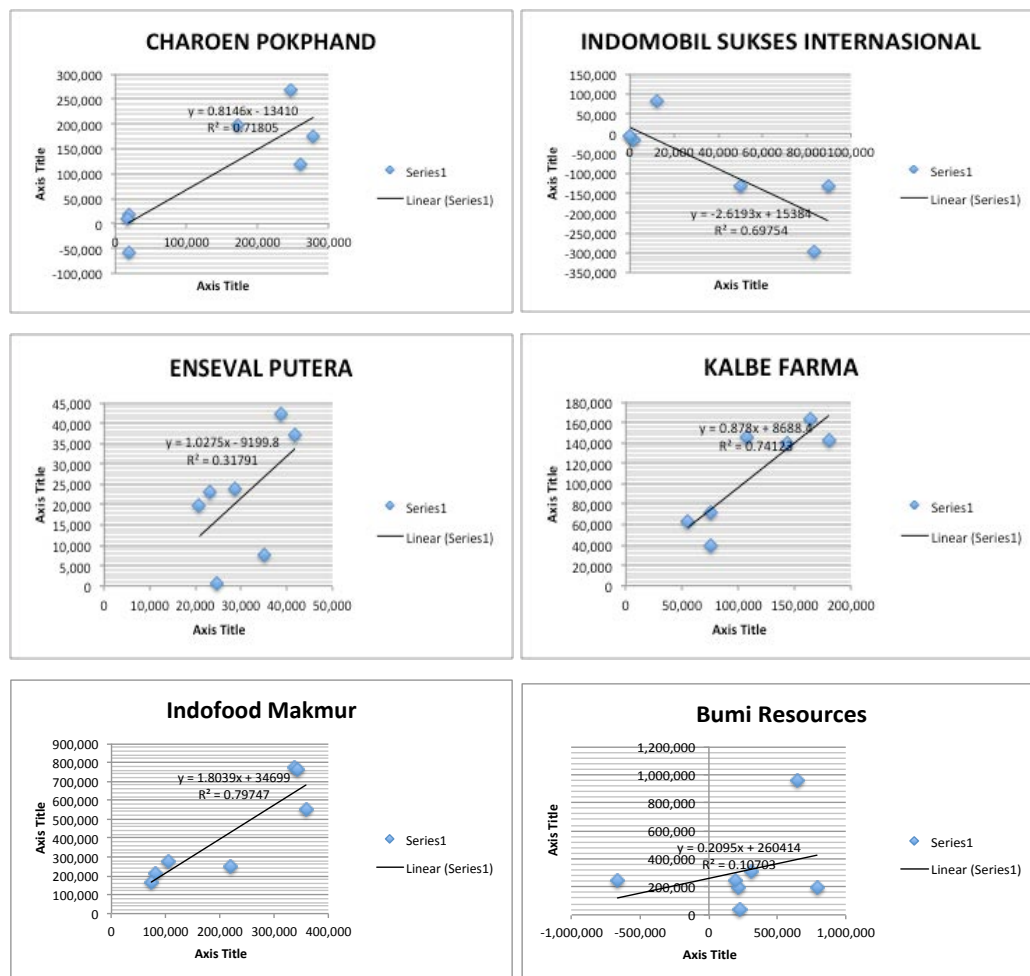 CHAROEN POKPHAND
300,000
250,000
200,000
150,000
100,000
50,000
0
-50,000
-100,000
Axis Title
y = 0.8146x - 13410
R² = 0.71805
0
100,000
200,000
300,000
Axis Title
Series1
Linear (Series1)
INDOMOBIL SUKSES INTERNASIONAL
150,000
100,000
50,000
0
-50,000
-100,000
-150,000
-200,000
-250,000
-300,000
-350,000
Axis Title
0
20,000
40,000
60,000
80,000
100,000
y = -2.6193x + 15384
R² = 0.69754
Axis Title
Series1
Linear (Series1)
ENSEVAL PUTERA
45,000
40,000
35,000
30,000
25,000
20,000
15,000
10,000
5,000
0
Axis Title
y = 1.0275x - 9199.8
R² = 0.31791
0
10,000
20,000
30,000
40,000
50,000
Axis Title
Series1
Linear (Series1)
KALBE FARMA
180,000
160,000
140,000
120,000
100,000
80,000
60,000
40,000
20,000
0
Axis Title
y = 0.878x + 8688.4
R² = 0.74123
0
50,000
100,000
150,000
200,000
Axis Title
Series1
Linear (Series1)
Indofood Makmur
900,000
800,000
700,000
600,000
500,000
400,000
300,000
200,000
100,000
0
Axis Title
y = 1.8039x + 34699
R² = 0.79747
0
100,000
200,000
300,000
400,000
Axis Title
Series1
Linear (Series1)
Bumi Resources
1,200,000
1,000,000
800,000
600,000
400,000
200,000
0
Axis Title
y = 0.2095x + 260414
R² = 0.10703
-1,000,000
-500,000
0
500,000
1,000,000
Axis Title
Series1
Linear (Series1)